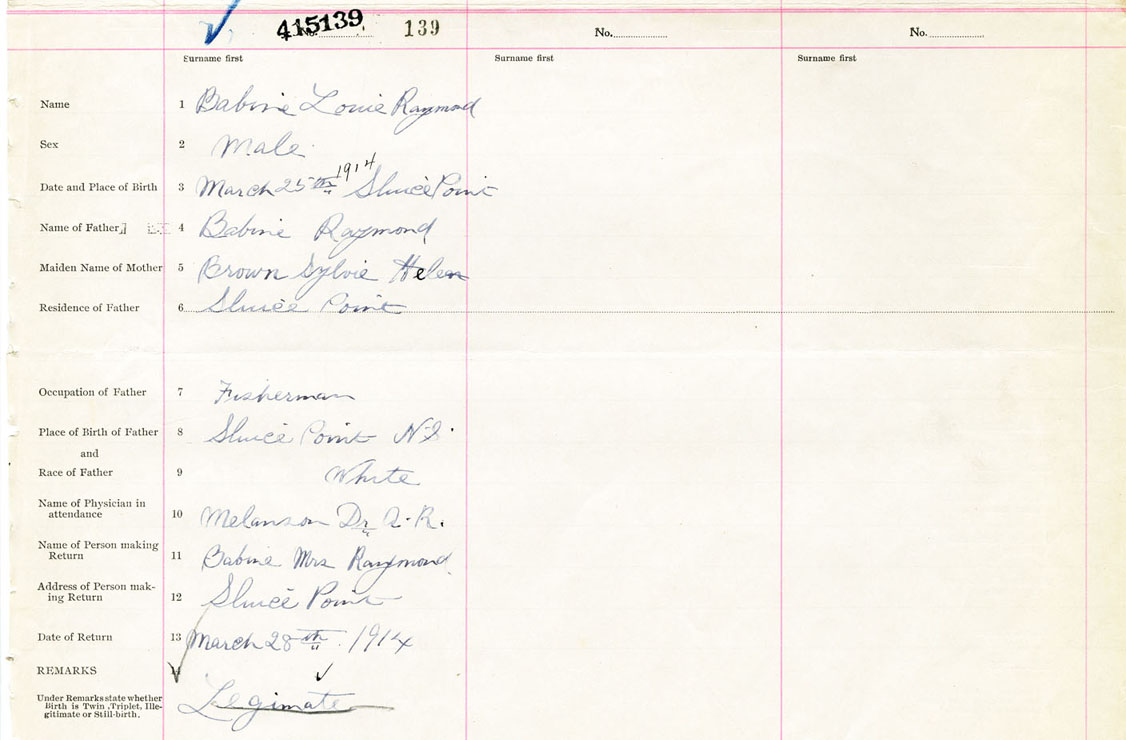 415139 139 No. No.
Surname first Surname first Surname first
Name 1 Babine Louie Raymond
Sex 2 Male
Date and Place of Birth 3 March 25th 1914 Sluice Point
Name of Father 4 Babine Raymond
Maiden Name of Mother 5 Brown Sylvie Helen
Residence of Father 6 Sluice Point
Occupation of Father 7 Fisherman
Place of Birth of Father 8 Sluice Point N.S.
and
Race of Father 9 White
Name of Physician in
attendance 10 Melanson Dr A. R.
Name of Person making
Return 11 Babine Mrs Raymond
Address of Person mak-
ing Return 12 Sluice Point
Date of Return 13 March 28th 1914
REMARKS
Under Remarks state whether
Birth is Twin, Triplet, Ille-
gitimate or Still-birth.
Legimate